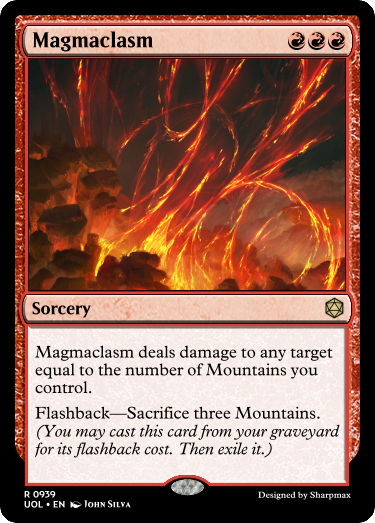 Magmaclasm
Sorcery
Magmaclasm deals damage to any target
equal to the number of Mountains you
control.
Flashback—Sacrifice three Mountains.
(You may cast this card from your graveyard
for its flashback cost. Then exile it.)
R 0939
UOL • EN John Silva
Designed by Sharpmax